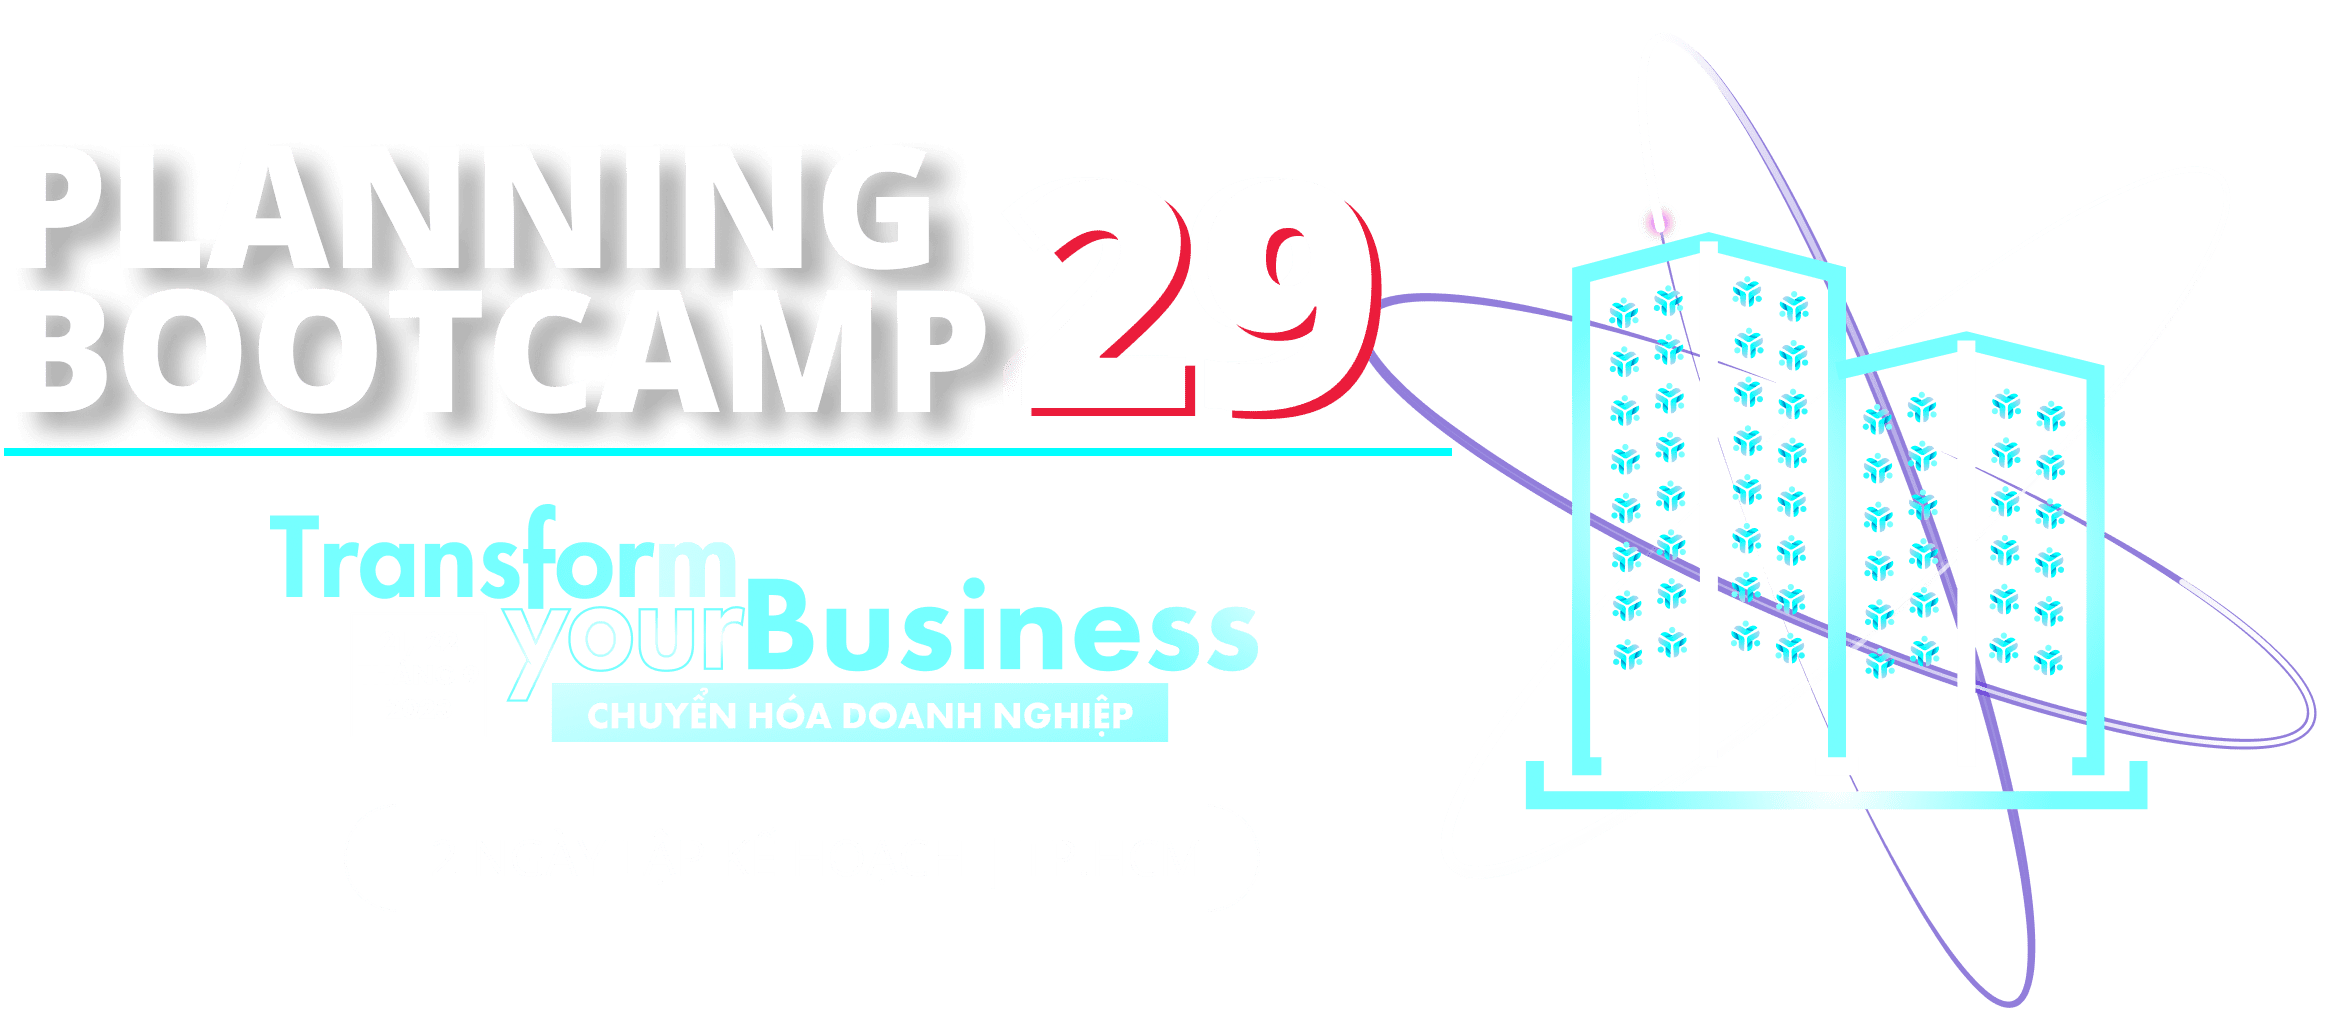 PLANNING
BOOTCAMP 29
Transform
your Business
CHUYỂN HÓA DOANH NGHIỆP